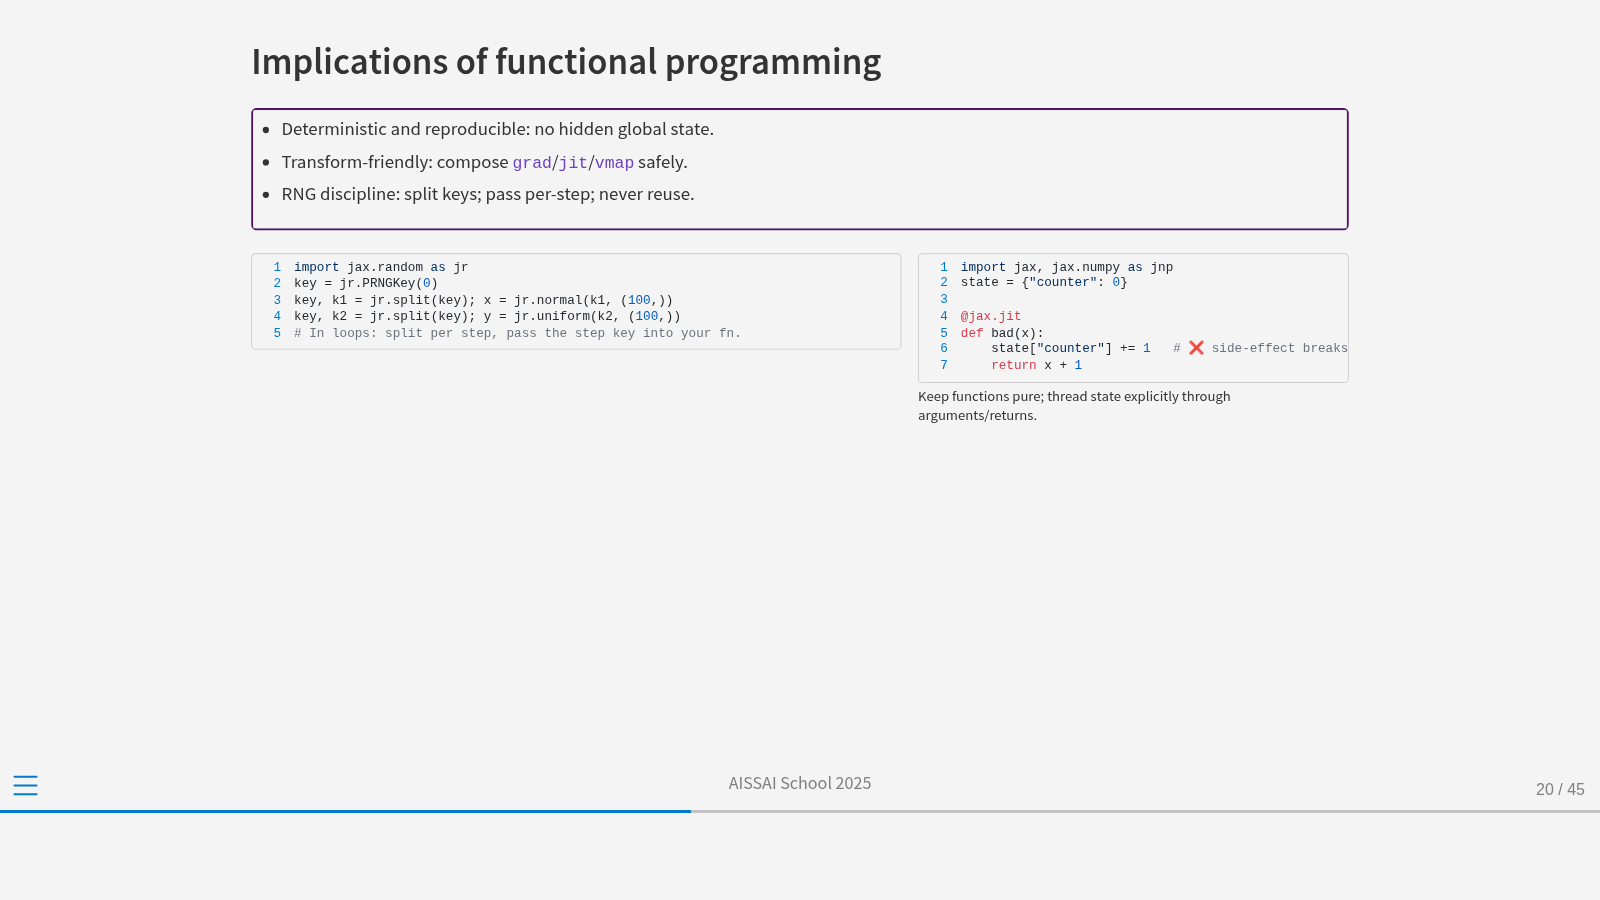 Implications of functional programming
• Deterministic and reproducible: no hidden global state.
• Transform-friendly: compose grad/jit/vmap safely.
• RNG discipline: split keys; pass per-step; never reuse.
1 import jax.random as jr
2 key = jr.PRNGKey(0)
3 key, k1 = jr.split(key); x = jr.normal(k1, (100,))
4 key, k2 = jr.split(key); y = jr.uniform(k2, (100,))
5 # In loops: split per step, pass the step key into your fn.
1 import jax, jax.numpy as jnp
2 state = {"counter": 0}
3
4 @jax.jit
5 def bad(x):
6     state["counter"] += 1   # ❌ side-effect breaks
7     return x + 1
Keep functions pure; thread state explicitly through
arguments/returns.
AISSAI School 2025
20 / 45